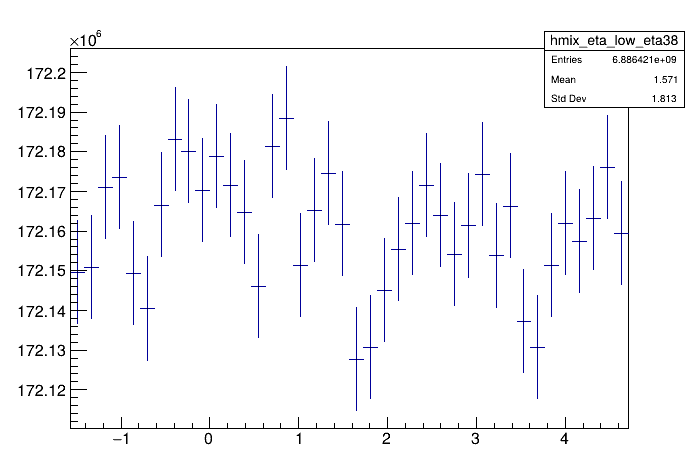 ×10⁶
hmix_eta_low_eta38
Entries 6.886421e+09
Mean 1.571
Std Dev 1.813
172.2
172.19
172.18
172.17
172.16
172.15
172.14
172.13
172.12
−1 0 1 2 3 4